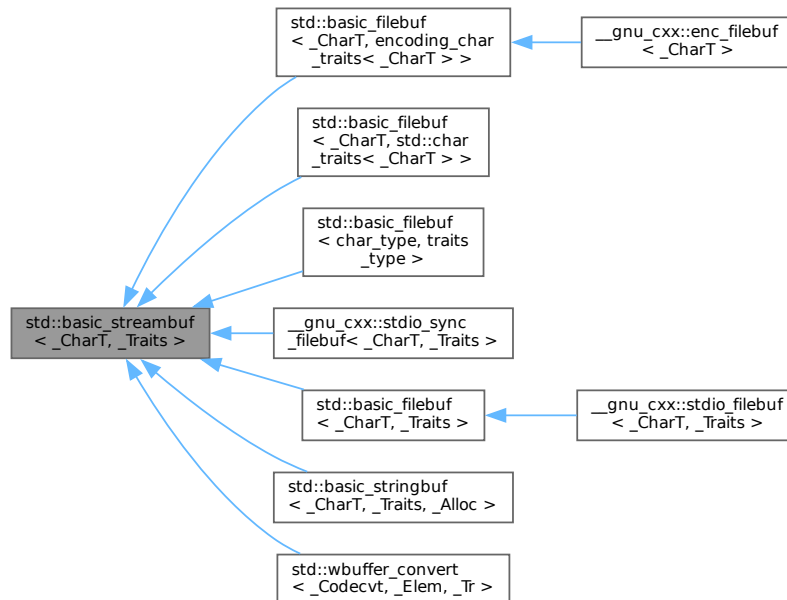 std::basic_filebuf
< _CharT, encoding_char
_traits< _CharT > >
__gnu_cxx::enc_filebuf
< _CharT >
std::basic_filebuf
< _CharT, std::char
_traits< _CharT > >
std::basic_filebuf
< char_type, traits
_type >
std::basic_streambuf
< _CharT, _Traits >
__gnu_cxx::stdio_sync
_filebuf< _CharT, _Traits >
std::basic_filebuf
< _CharT, _Traits >
__gnu_cxx::stdio_filebuf
< _CharT, _Traits >
std::basic_stringbuf
< _CharT, _Traits, _Alloc >
std::wbuffer_convert
< _Codecvt, _Elem, _Tr >